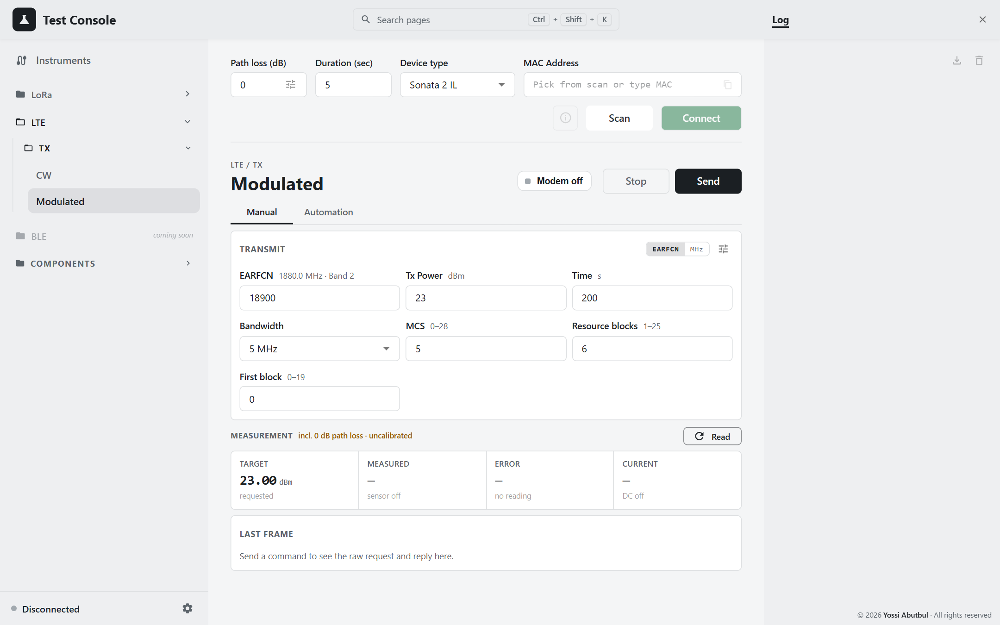 Test Console
Search pages
Ctrl + Shift + K
Log
Instruments
LoRa
LTE
TX
CW
Modulated
BLE
coming soon
COMPONENTS
Disconnected
Path loss (dB)
0
Duration (sec)
5
Device type
Sonata 2 IL
MAC Address
Pick from scan or type MAC
Scan
Connect
LTE / TX
Modulated
Modem off
Stop
Send
Manual
Automation
TRANSMIT
EARFCN
MHz
EARFCN 1880.0 MHz · Band 2
18900
Tx Power dBm
23
Time s
200
Bandwidth
5 MHz
MCS 0–28
5
Resource blocks 1–25
6
First block 0–19
0
MEASUREMENT incl. 0 dB path loss · uncalibrated
Read
TARGET
23.00 dBm
requested
MEASURED
—
sensor off
ERROR
—
no reading
CURRENT
—
DC off
LAST FRAME
Send a command to see the raw request and reply here.
© 2026 Yossi Abutbul · All rights reserved